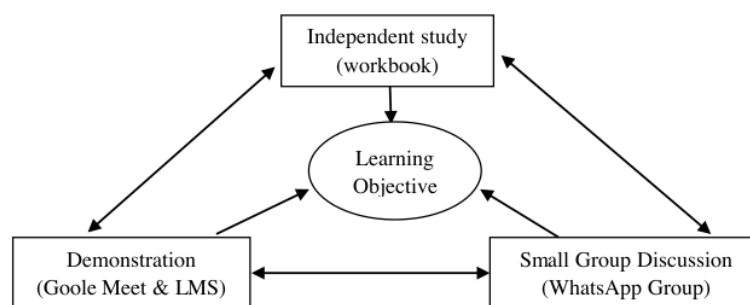 Independent study
(workbook)
Learning
Objective
Demonstration
(Goole Meet & LMS)
Small Group Discussion
(WhatsApp Group)